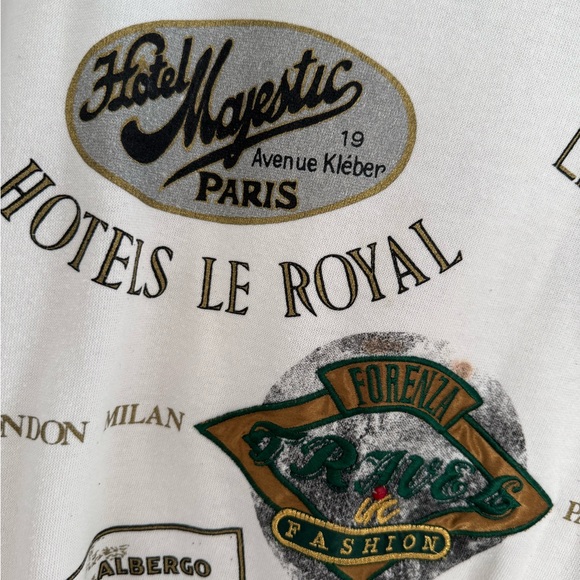 Hotel Majestic
19
Avenue Kléber
PARIS
HOTELS LE ROYAL
NDON MILAN
FORENZA
TRAVEL
FASHION
ALBERGO